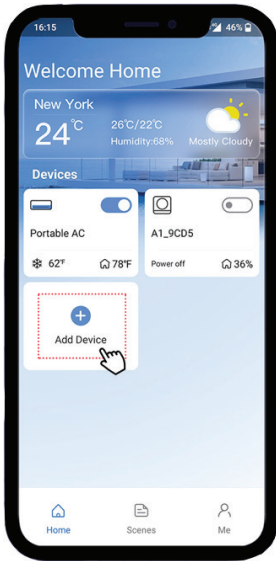 16:15
46%
Welcome Home
New York
24°C
26°C/22°C
Humidity:68%
Mostly Cloudy
Devices
Portable AC
62°F
78°F
A1_9CD5
Power off
36%
Add Device
Home
Scenes
Me